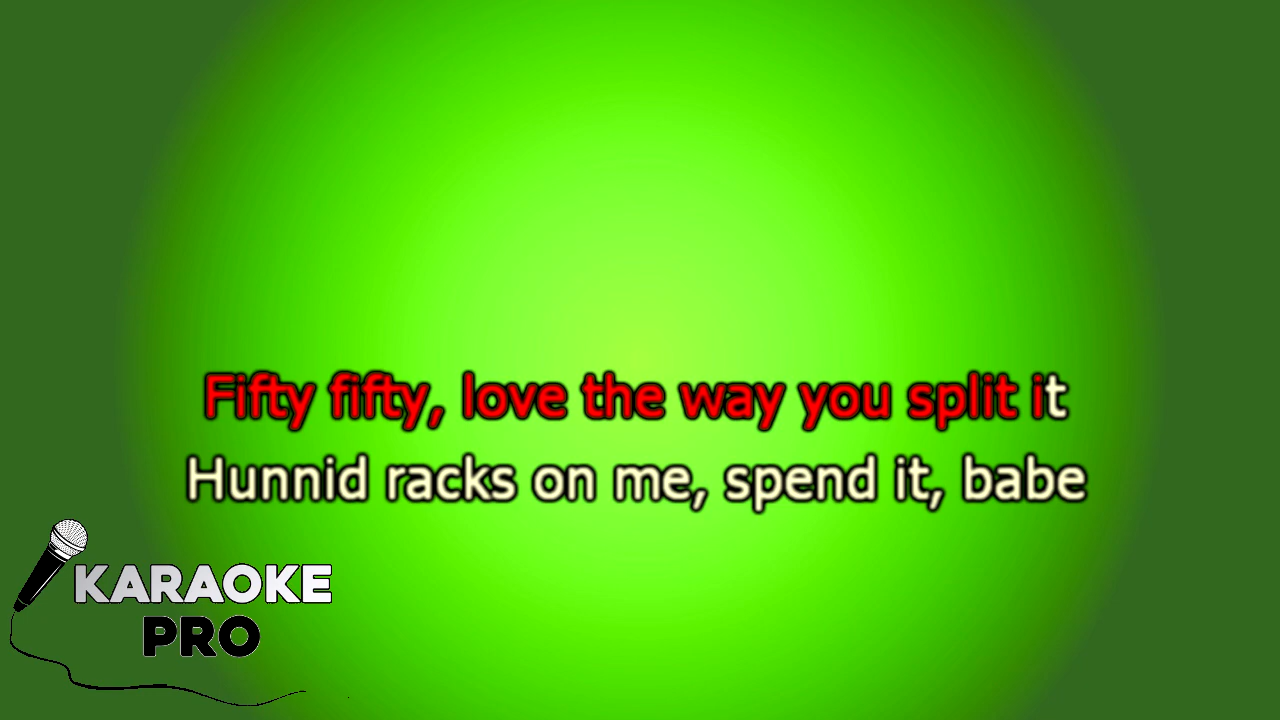 Fifty fifty, love the way you split it
Hunnid racks on me, spend it, babe
KARAOKE
PRO